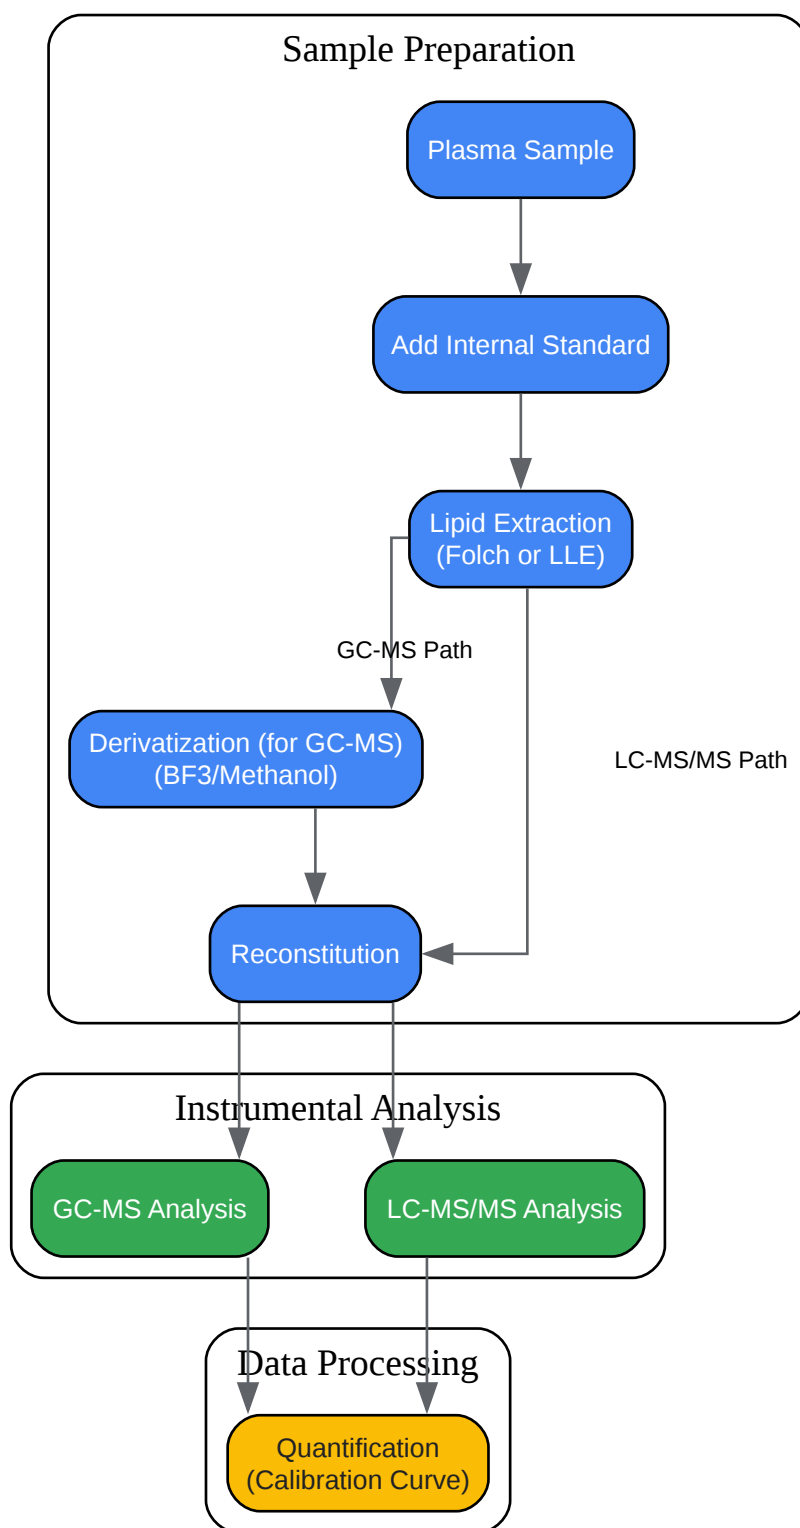 Sample Preparation
Plasma Sample
Add Internal Standard
Lipid Extraction
(Folch or LLE)
GC-MS Path
Derivatization (for GC-MS)
(BF3/Methanol)
LC-MS/MS Path
Reconstitution
Instrumental Analysis
GC-MS Analysis
LC-MS/MS Analysis
Data Processing
Quantification
(Calibration Curve)